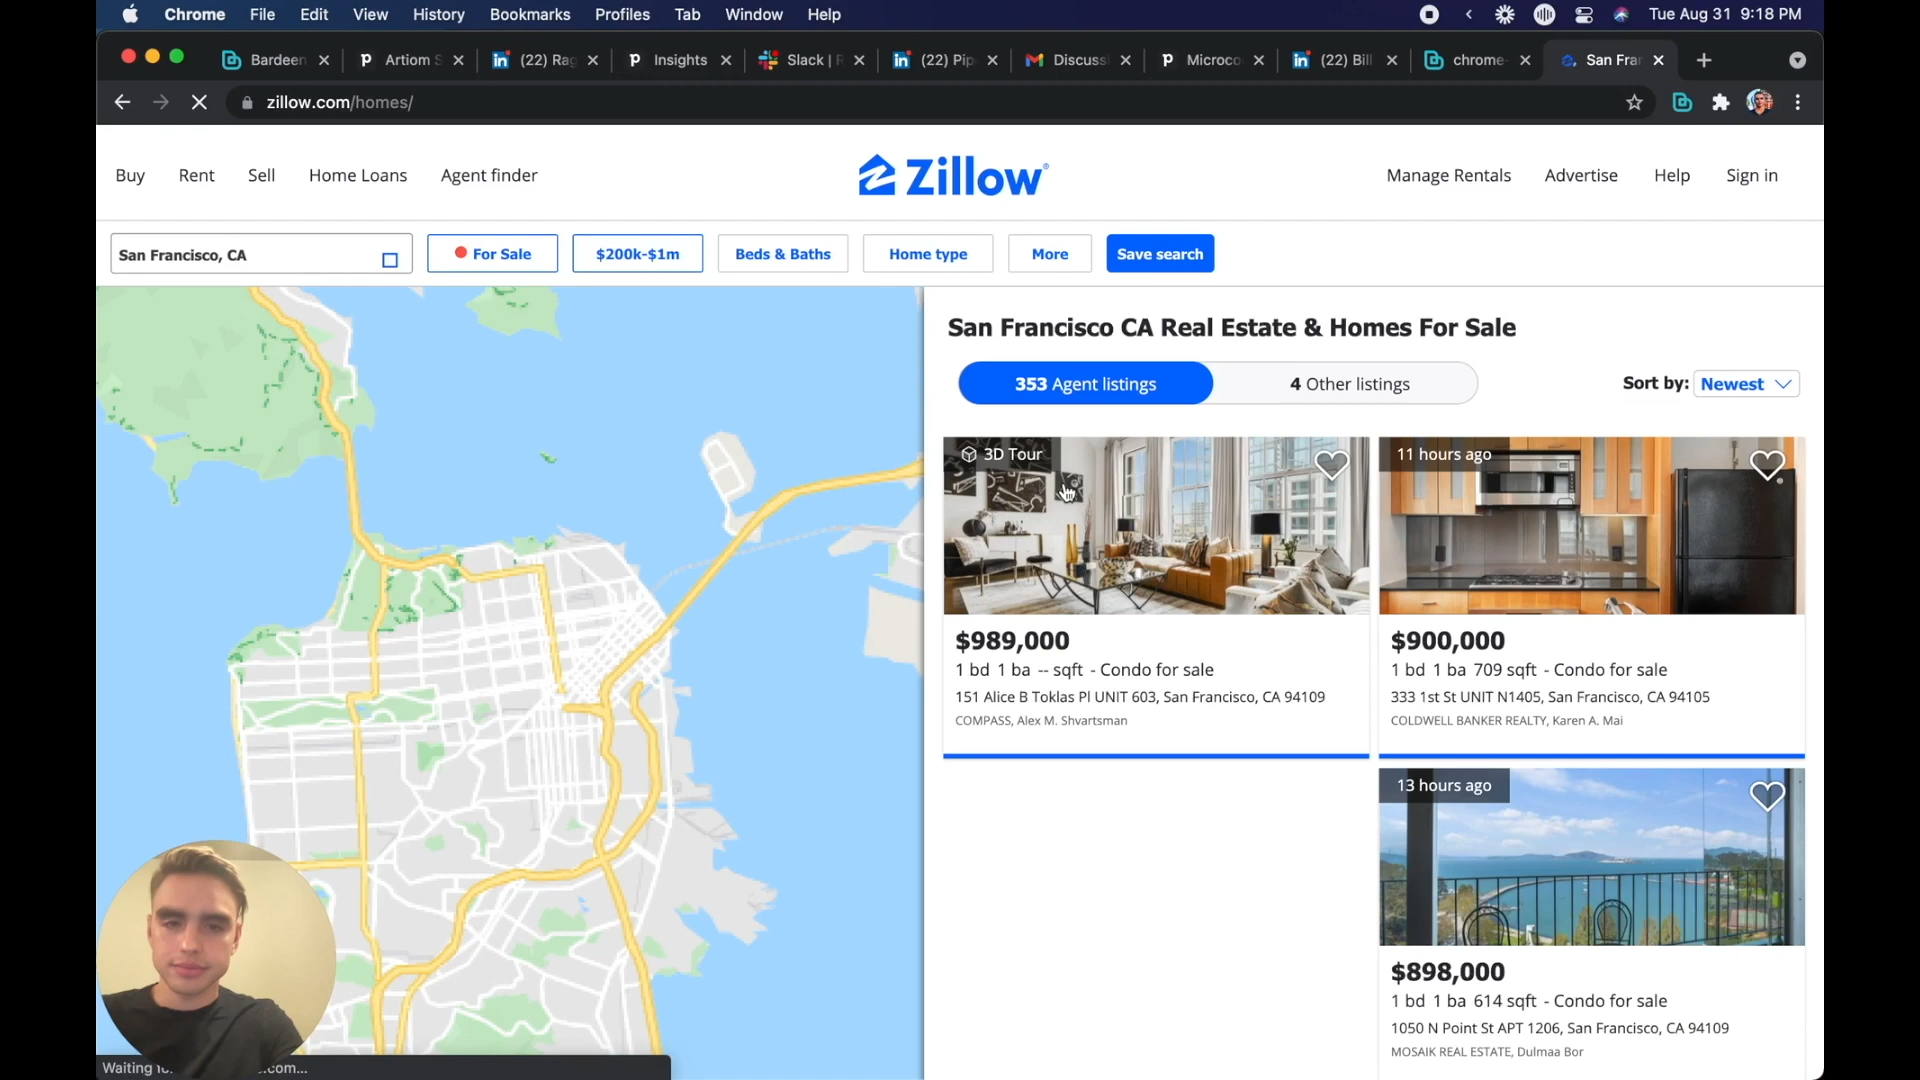 Chrome File Edit View History Bookmarks Profiles Tab Window Help
Tue Aug 31 9:18 PM
Bardeen
Artiom S
(22) Rag
Insights
Slack | R
(22) Pip
Discuss
Microco
(22) Bill
chrome-
San Fran
zillow.com/homes/
Buy Rent Sell Home Loans Agent finder
Zillow
Manage Rentals Advertise Help Sign in
San Francisco, CA
For Sale
$200k-$1m
Beds & Baths
Home type
More
Save search
San Francisco CA Real Estate & Homes For Sale
353 Agent listings
4 Other listings
Sort by: Newest
3D Tour
$989,000
1 bd 1 ba -- sqft - Condo for sale
151 Alice B Toklas Pl UNIT 603, San Francisco, CA 94109
COMPASS, Alex M. Shvartsman
11 hours ago
$900,000
1 bd 1 ba 709 sqft - Condo for sale
333 1st St UNIT N1405, San Francisco, CA 94105
COLDWELL BANKER REALTY, Karen A. Mai
13 hours ago
$898,000
1 bd 1 ba 614 sqft - Condo for sale
1050 N Point St APT 1206, San Francisco, CA 94109
MOSAIK REAL ESTATE, Dulmaa Bor
Waiting
.com...